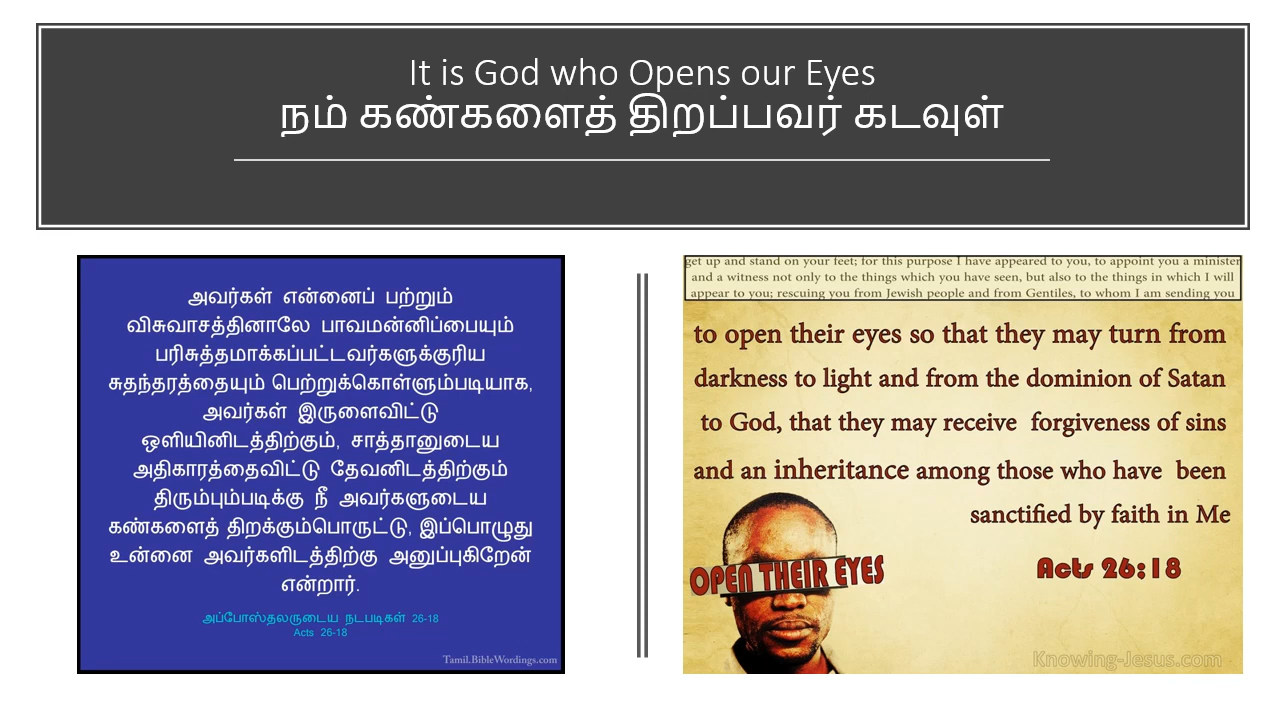 It is God who Opens our Eyes
நம் கண்களைத் திறப்பவர் கடவுள்
அவர்கள் என்னைப் பற்றும்
விசுவாசத்தினாலே பாவமன்னிப்பையும்
பரிசுத்தமாக்கப்பட்டவர்களுக்குரிய
சுதந்தரத்தையும் பெற்றுக்கொள்ளும்படியாக,
அவர்கள் இருளைவிட்டு
ஒளியினிடத்திற்கும், சாத்தானுடைய
அதிகாரத்தைவிட்டு தேவனிடத்திற்கும்
திரும்பும்படிக்கு நீ அவர்களுடைய
கண்களைத் திறக்கும்பொருட்டு, இப்பொழுது
உன்னை அவர்களிடத்திற்கு அனுப்புகிறேன்
என்றார்.
அப்போஸ்தலருடைய நடபடிகள் 26-18
Acts 26-18
Tamil.BibleWordings.com
get up and stand on your feet; for this purpose I have appeared to you, to appoint you a minister
and a witness not only to the things which you have seen, but also to the things in which I will
appear to you; rescuing you from Jewish people and from Gentiles, to whom I am sending you
to open their eyes so that they may turn from
darkness to light and from the dominion of Satan
to God, that they may receive forgiveness of sins
and an inheritance among those who have been
sanctified by faith in Me
OPEN THEIR EYES
Acts 26:18
Knowing-Jesus.com